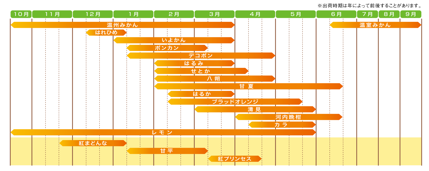 ※出荷時期は年によって前後することがあります。
10月 11月 12月 1月 2月 3月 4月 5月 6月 7月 8月 9月
温州みかん 温室みかん
はれひめ
いよかん
ポンカン
デコポン
はるみ
せとか
八朔
甘夏
はるか
ブラッドオレンジ
清見
河内晩柑
カラ
レモン
紅まどんな
甘平
紅プリンセス